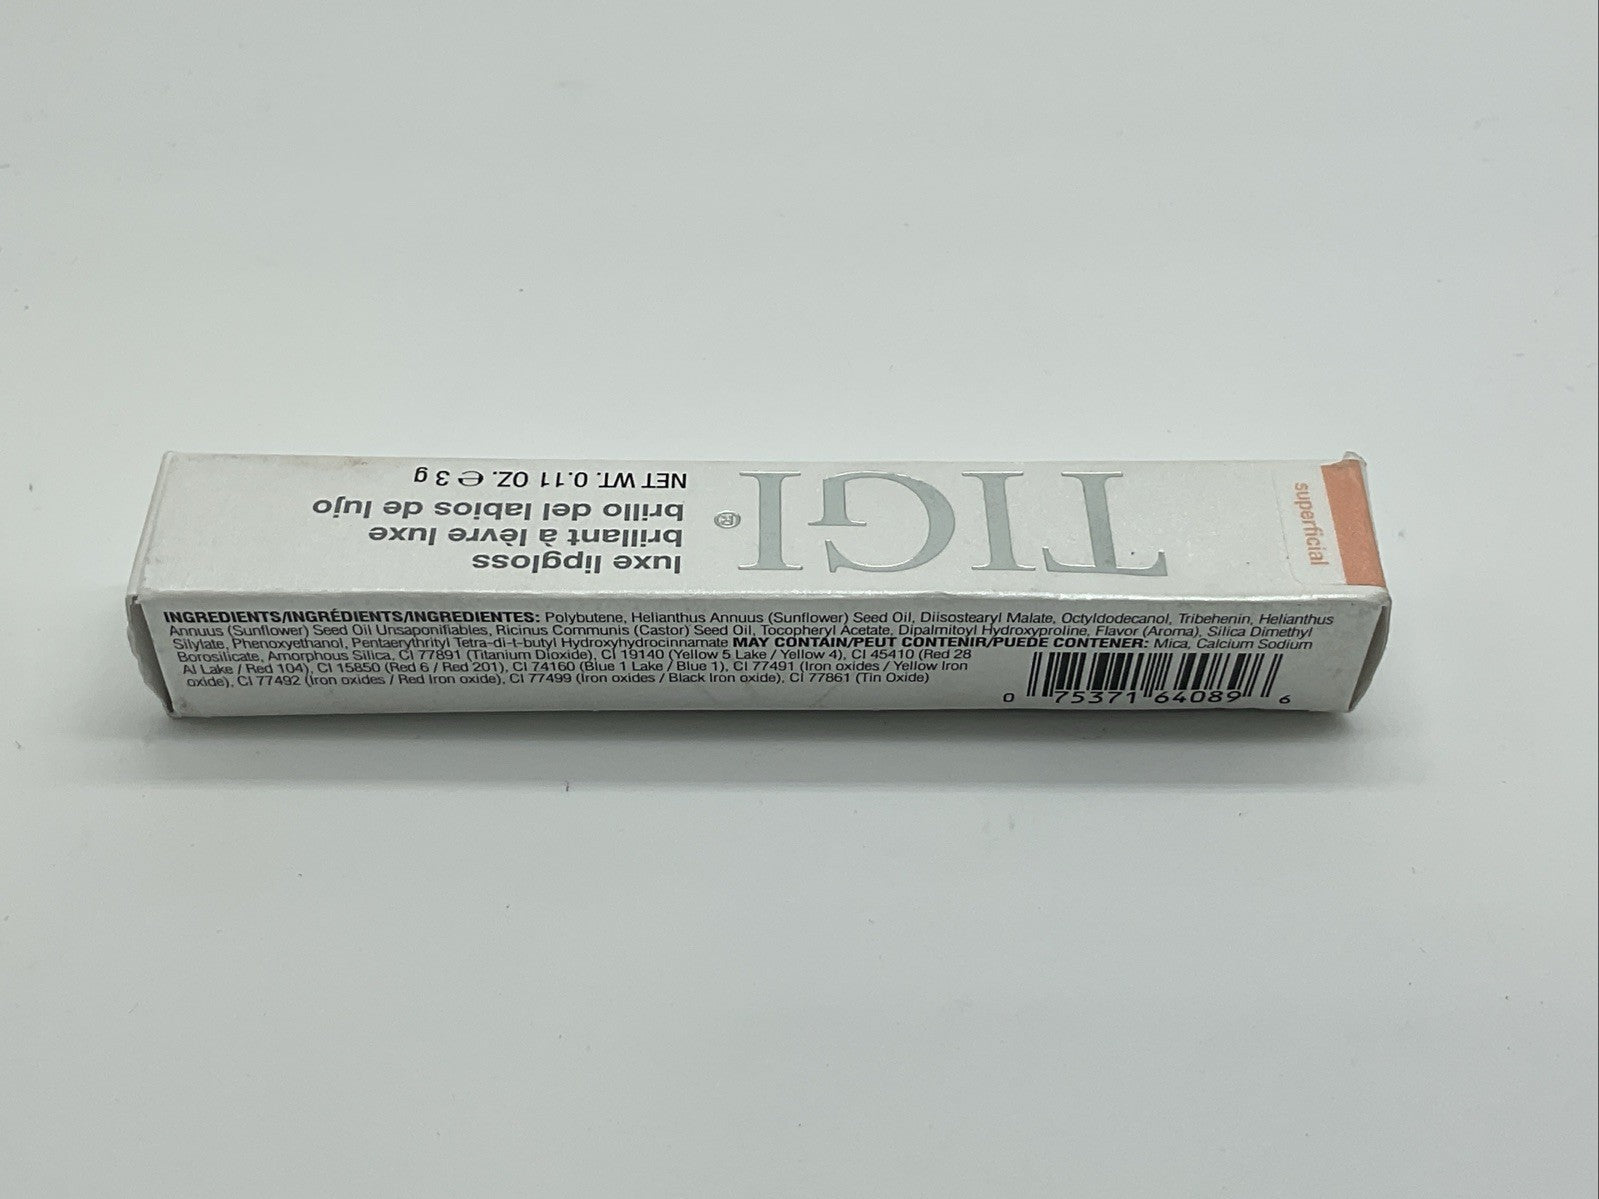 TIGI®
luxe lipgloss
brillant à lèvre luxe
brillo del labios de lujo
NET WT. 0.11 OZ. ℮ 3 g
superficial
INGREDIENTS/INGRÉDIENTS/INGREDIENTES: Polybutene, Helianthus Annuus (Sunflower) Seed Oil, Diisostearyl Malate, Octyldodecanol, Tribehenin, Helianthus
Annuus (Sunflower) Seed Oil Unsaponifiables, Ricinus Communis (Castor) Seed Oil, Tocopheryl Acetate, Dipalmitoyl Hydroxyproline, Flavor (Aroma), Silica Dimethyl
Silylate, Phenoxyethanol, Pentaerythrityl Tetra-di-t-butyl Hydroxyhydrocinnamate MAY CONTAIN/PEUT CONTENIR/PUEDE CONTENER: Mica, Calcium Sodium
Borosilicate, Amorphous Silica, CI 77891 (Titanium Dioxide), CI 19140 (Yellow 5 Lake / Yellow 4), CI 45410 (Red 28
Al Lake / Red 104), CI 15850 (Red 6 / Red 201), CI 74160 (Blue 1 Lake / Blue 1), CI 77491 (Iron oxides / Yellow Iron
oxide), CI 77492 (Iron oxides / Red Iron oxide), CI 77499 (Iron oxides / Black Iron oxide), CI 77861 (Tin Oxide)
0 75371 64089 6